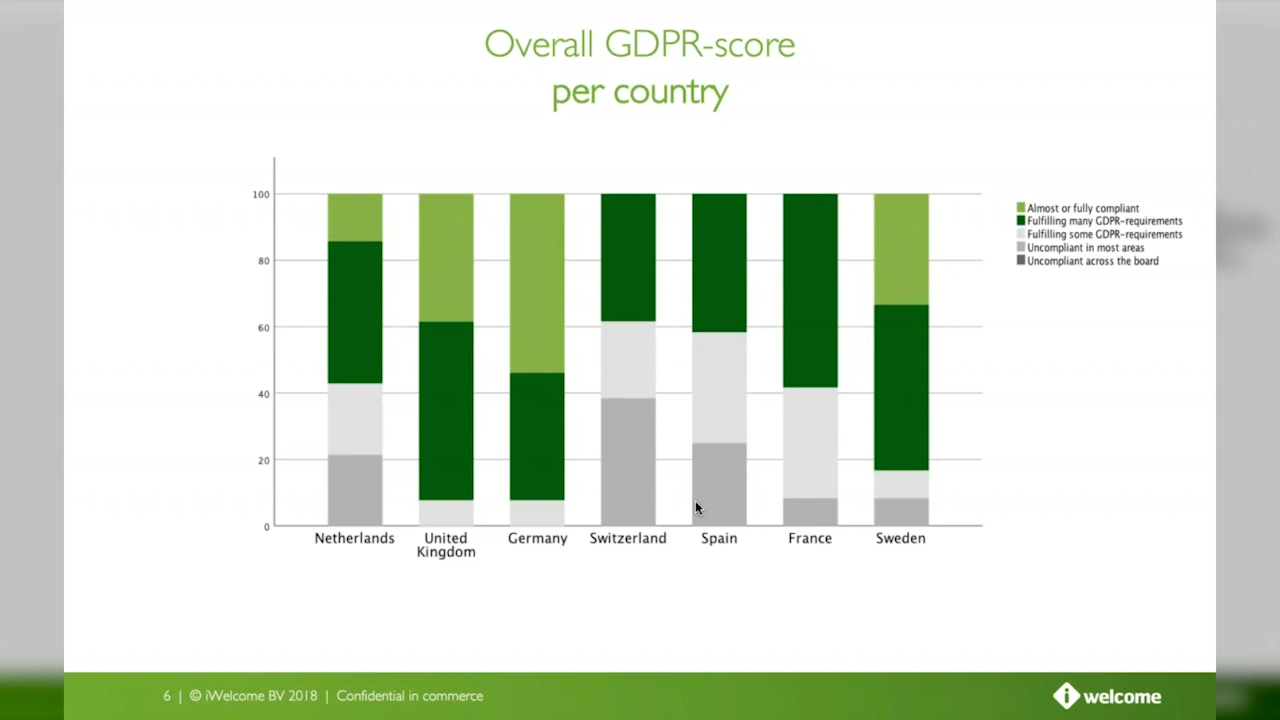 Overall GDPR-score
per country
100
80
60
40
20
0
Netherlands
United
Kingdom
Germany
Switzerland
Spain
France
Sweden
Almost or fully compliant
Fulfilling many GDPR-requirements
Fulfilling some GDPR-requirements
Uncompliant in most areas
Uncompliant across the board
6 | © iWelcome BV 2018 | Confidential in commerce
i welcome